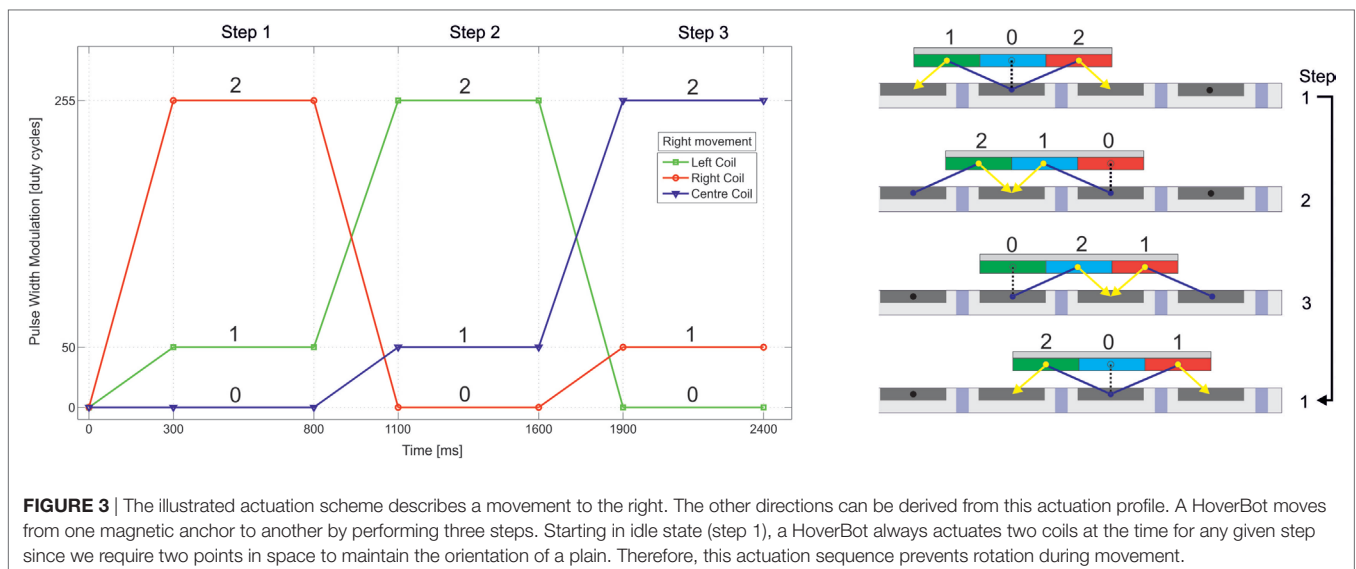 Step 1 Step 2 Step 3
Pulse Width Modulation [duty cycles]
255
50
0
2 2 2
1 1 1
0 0 0
Right movement
Left Coil
Right Coil
Centre Coil
0 300 800 1100 1600 1900 2400
Time [ms]
1 0 2
Step
1
2 1 0
2
0 2 1
3
2 0 1
1
FIGURE 3 | The illustrated actuation scheme describes a movement to the right. The other directions can be derived from this actuation profile. A HoverBot moves
from one magnetic anchor to another by performing three steps. Starting in idle state (step 1), a HoverBot always actuates two coils at the time for any given step
since we require two points in space to maintain the orientation of a plain. Therefore, this actuation sequence prevents rotation during movement.